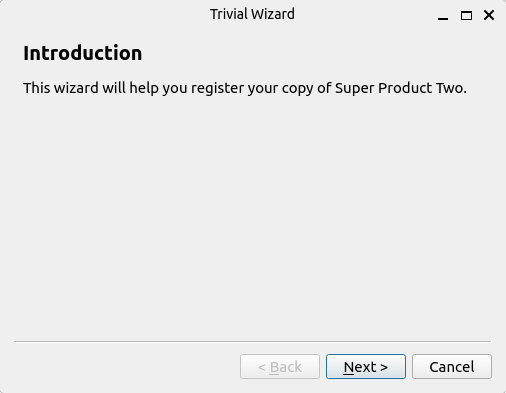 Trivial Wizard
Introduction
This wizard will help you register your copy of Super Product Two.
< Back
Next >
Cancel